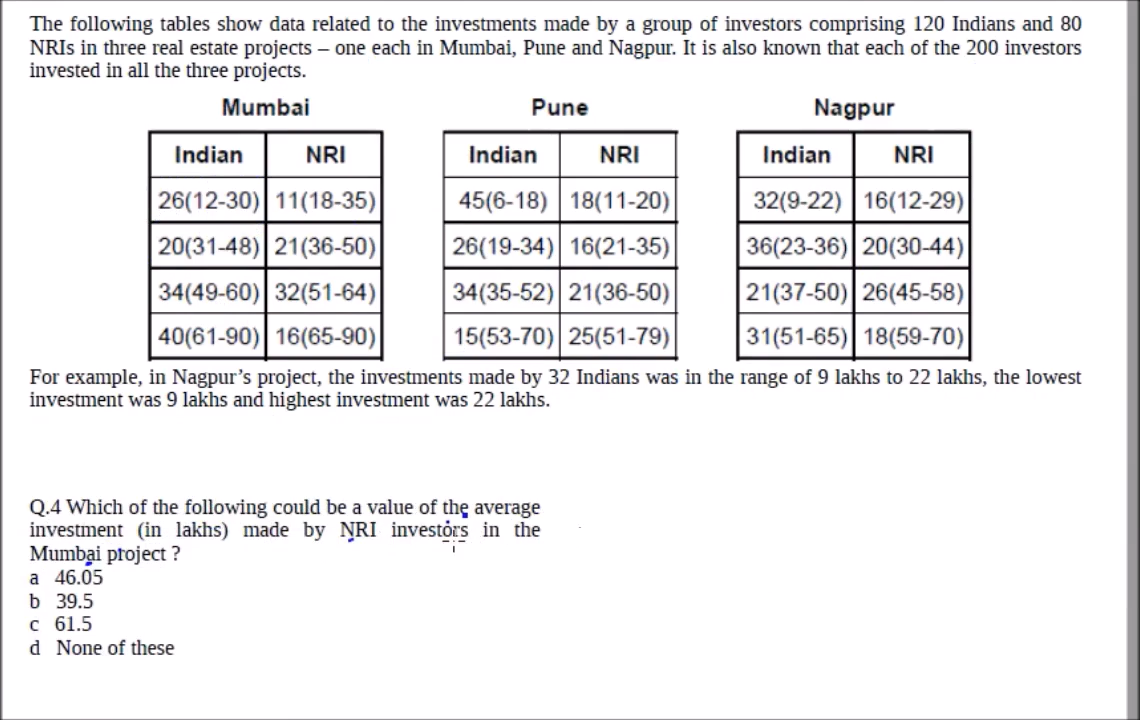 The following tables show data related to the investments made by a group of investors comprising 120 Indians and 80
NRIs in three real estate projects – one each in Mumbai, Pune and Nagpur. It is also known that each of the 200 investors
invested in all the three projects.
Mumbai Pune Nagpur
Indian NRI Indian NRI Indian NRI
26(12-30) 11(18-35) 45(6-18) 18(11-20) 32(9-22) 16(12-29)
20(31-48) 21(36-50) 26(19-34) 16(21-35) 36(23-36) 20(30-44)
34(49-60) 32(51-64) 34(35-52) 21(36-50) 21(37-50) 26(45-58)
40(61-90) 16(65-90) 15(53-70) 25(51-79) 31(51-65) 18(59-70)
For example, in Nagpur’s project, the investments made by 32 Indians was in the range of 9 lakhs to 22 lakhs, the lowest
investment was 9 lakhs and highest investment was 22 lakhs.
Q.4 Which of the following could be a value of the average
investment (in lakhs) made by NRI investors in the
Mumbai project ?
a 46.05
b 39.5
c 61.5
d None of these